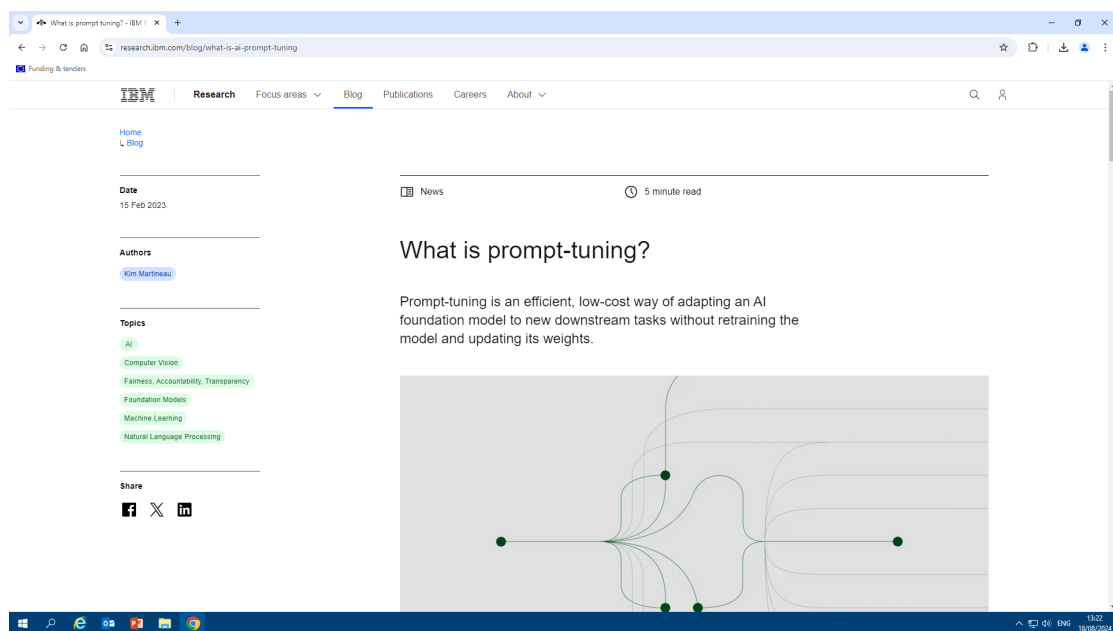 What is prompt tuning? - IBM
research.ibm.com/blog/what-is-ai-prompt-tuning
Funding & tenders
IBM Research Focus areas Blog Publications Careers About
Home
Blog
Date
15 Feb 2023
Authors
Kim Martineau
Topics
AI
Computer Vision
Fairness, Accountability, Transparency
Foundation Models
Machine Learning
Natural Language Processing
Share
News
5 minute read
What is prompt-tuning?
Prompt-tuning is an efficient, low-cost way of adapting an AI
foundation model to new downstream tasks without retraining the
model and updating its weights.
ENG
13:22
18/08/2024